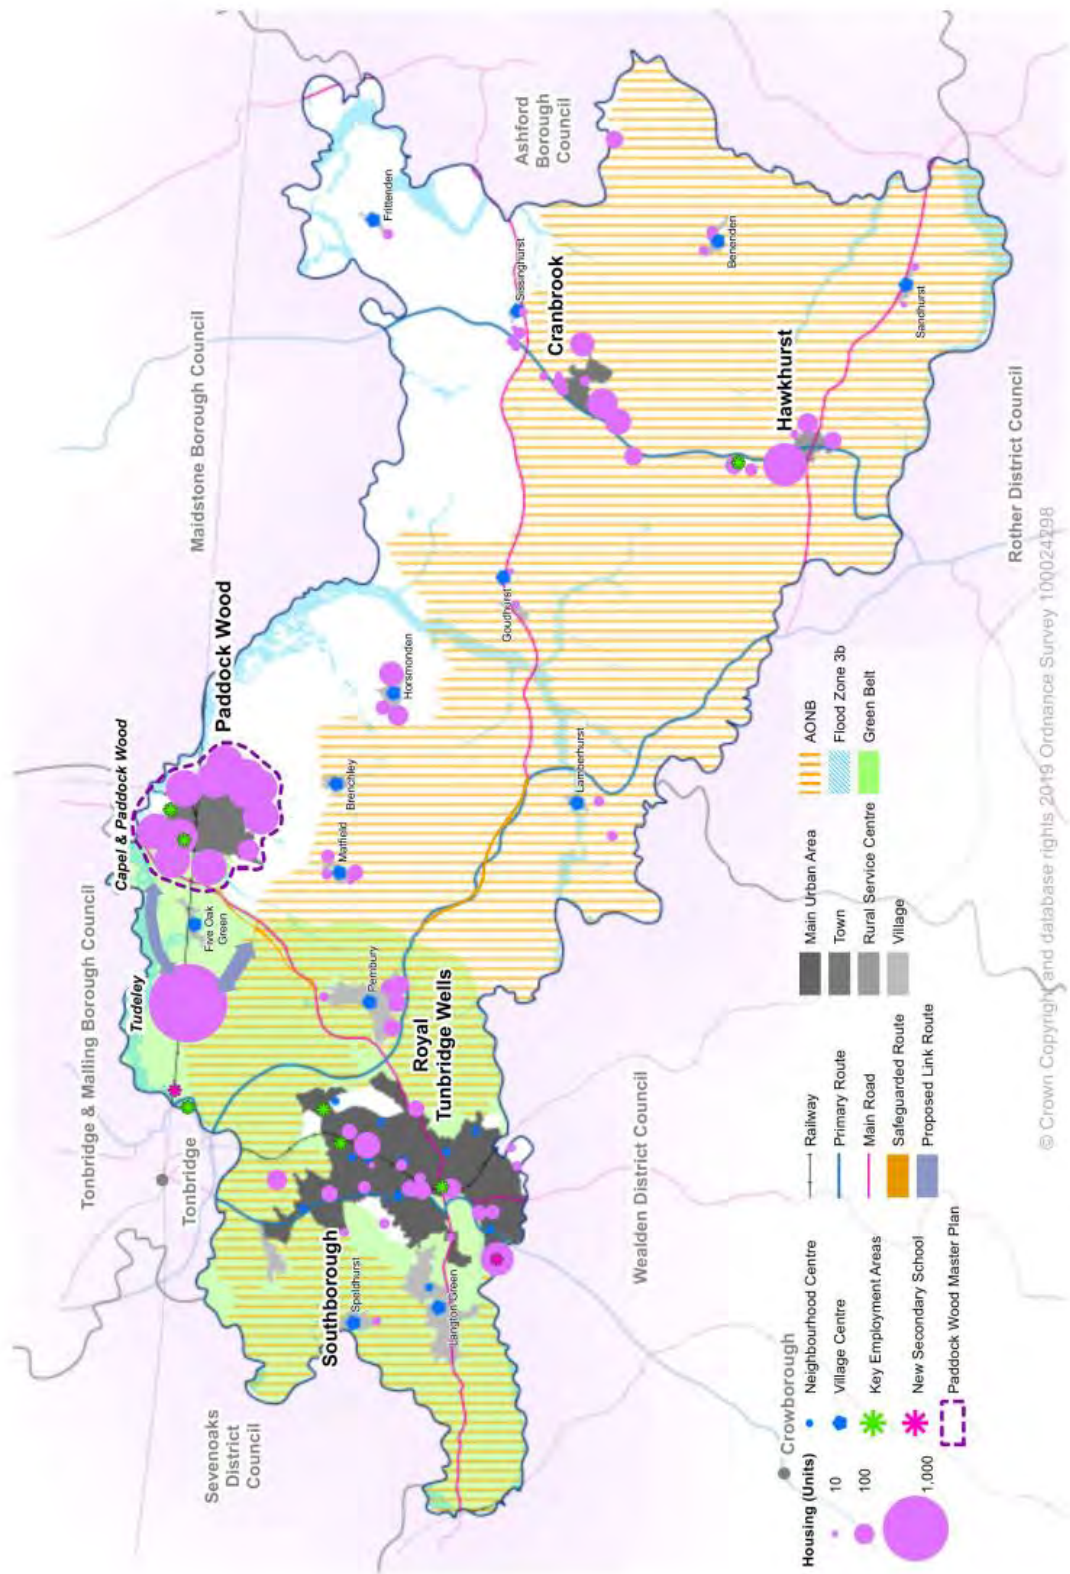 Sevenoaks
District
Council
Tonbridge & Malling Borough Council
Maidstone Borough Council
Ashford
Borough
Council
Tonbridge
Tudeley
Capel & Paddock Wood
Five Oak
Green
Paddock Wood
Frittenden
Southborough
Speldhurst
Langton Green
Royal
Tunbridge Wells
Pembury
Matfield
Brenchley
Horsmonden
Goudhurst
Sissinghurst
Cranbrook
Lamberhurst
Benenden
Hawkhurst
Sandhurst
Wealden District Council
Rother District Council
Crowborough
Housing (Units)
10
100
1,000
Neighbourhood Centre
Village Centre
Key Employment Areas
New Secondary School
Paddock Wood Master Plan
Railway
Primary Route
Main Road
Safeguarded Route
Proposed Link Route
Main Urban Area
Town
Rural Service Centre
Village
AONB
Flood Zone 3b
Green Belt
© Crown Copyright and database rights 2019 Ordnance Survey 100024298